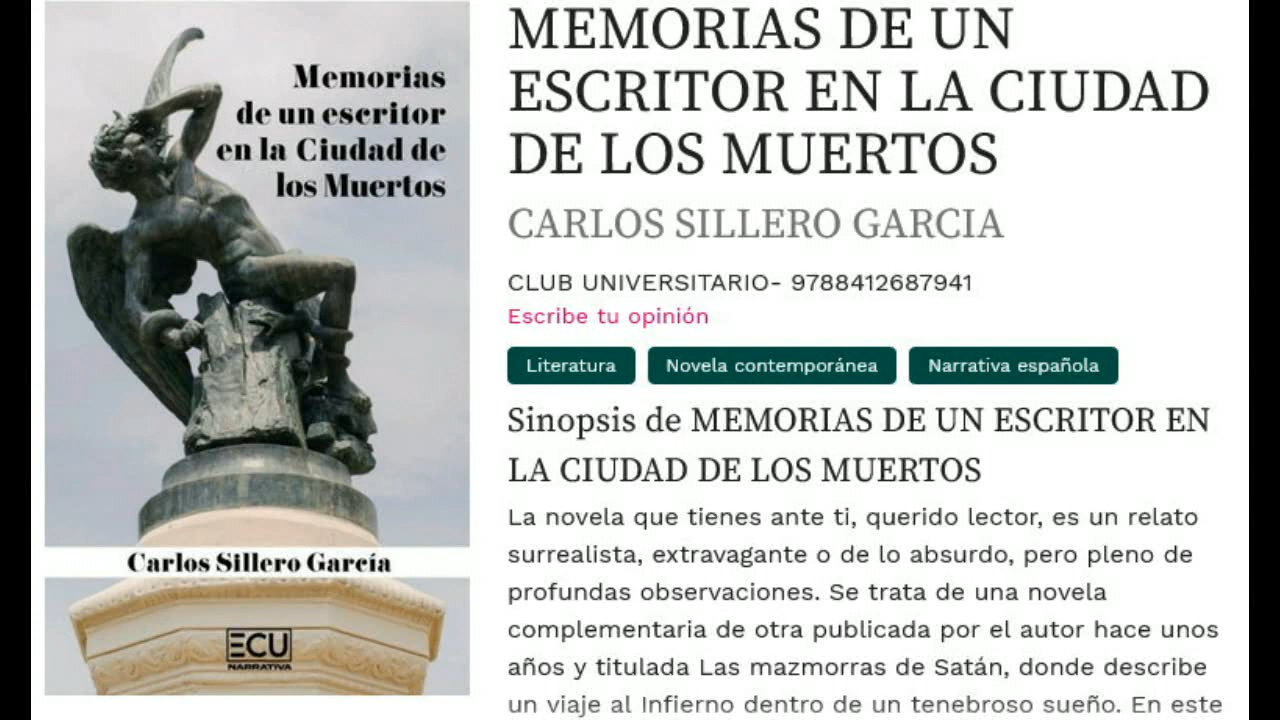 Memorias
de un escritor
en la Ciudad de
los Muertos
Carlos Sillero García
ECU
NARRATIVA
MEMORIAS DE UN
ESCRITOR EN LA CIUDAD
DE LOS MUERTOS
CARLOS SILLERO GARCIA
CLUB UNIVERSITARIO- 9788412687941
Escribe tu opinión
Literatura
Novela contemporánea
Narrativa española
Sinopsis de MEMORIAS DE UN ESCRITOR EN
LA CIUDAD DE LOS MUERTOS
La novela que tienes ante ti, querido lector, es un relato
surrealista, extravagante o de lo absurdo, pero pleno de
profundas observaciones. Se trata de una novela
complementaria de otra publicada por el autor hace unos
años y titulada Las mazmorras de Satán, donde describe
un viaje al Infierno dentro de un tenebroso sueño. En este